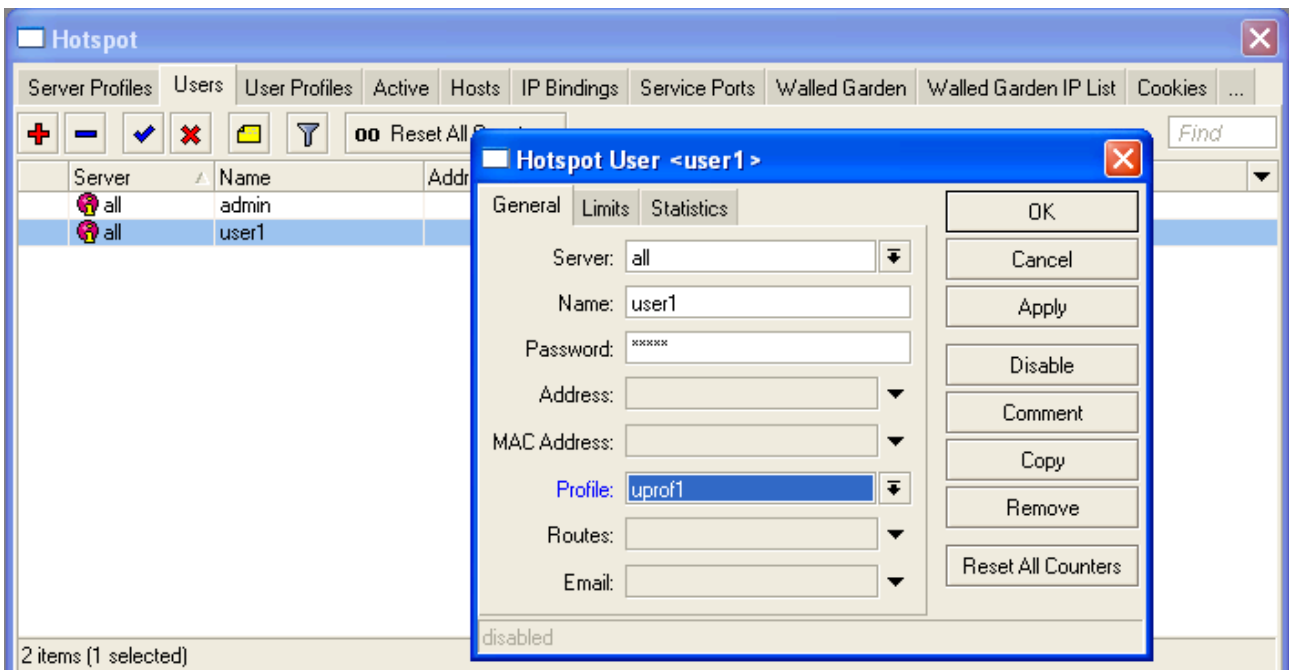 Hotspot
Server Profiles Users User Profiles Active Hosts IP Bindings Service Ports Walled Garden Walled Garden IP List Cookies ...
00 Reset All Find
Server Name Addr
all admin
all user1
Hotspot User <user1>
General Limits Statistics
Server: all
Name: user1
Password: *****
Address:
MAC Address:
Profile: uprof1
Routes:
Email:
OK
Cancel
Apply
Disable
Comment
Copy
Remove
Reset All Counters
disabled
2 items (1 selected)